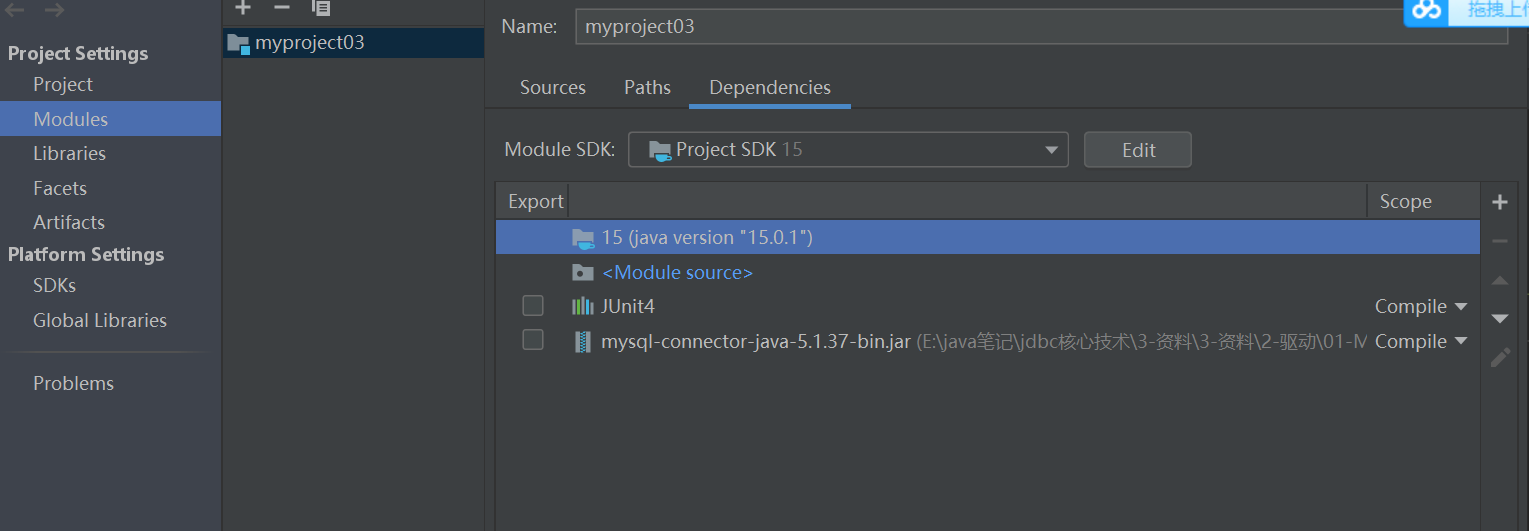 拖拽上传
Project Settings
Project
Modules
Libraries
Facets
Artifacts
Platform Settings
SDKs
Global Libraries
Problems
myproject03
Name: myproject03
Sources Paths Dependencies
Module SDK: Project SDK 15 Edit
Export Scope
15 (java version "15.0.1")
<Module source>
JUnit4 Compile
mysql-connector-java-5.1.37-bin.jar (E:\java笔记\jdbc核心技术\3-资料\3-资料\2-驱动\01-M Compile